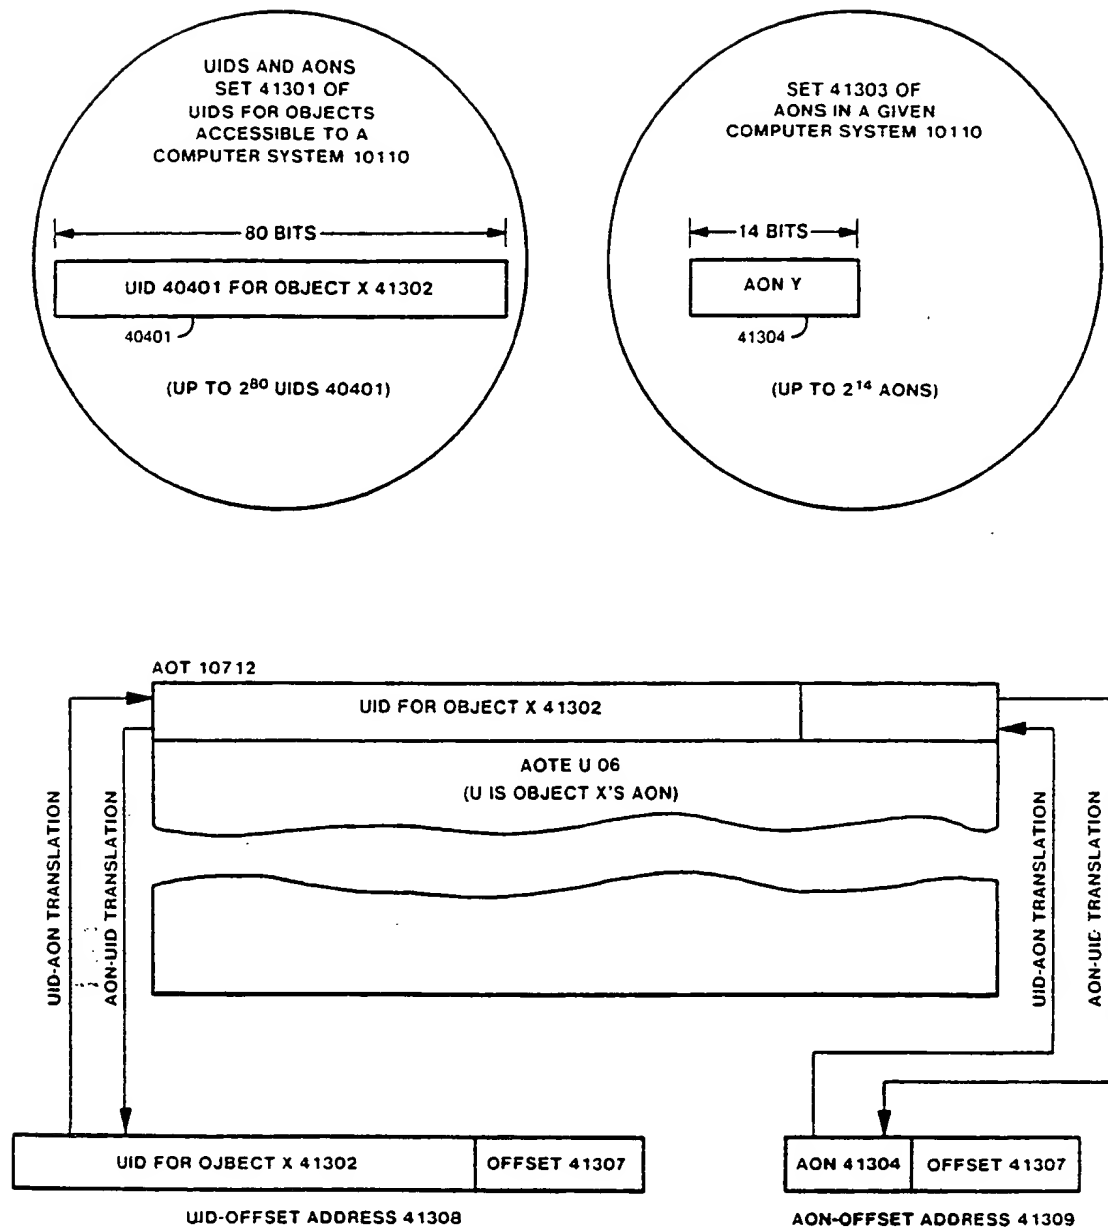 UIDS AND AONS
SET 41301 OF
UIDS FOR OBJECTS
ACCESSIBLE TO A
COMPUTER SYSTEM 10110
80 BITS
UID 40401 FOR OBJECT X 41302
40401
(UP TO 2⁸⁰ UIDS 40401)
SET 41303 OF
AONS IN A GIVEN
COMPUTER SYSTEM 10110
14 BITS
AON Y
41304
(UP TO 2¹⁴ AONS)
AOT 10712
UID FOR OBJECT X 41302
AOTE U 06
(U IS OBJECT X'S AON)
UID-AON TRANSLATION
AON-UID TRANSLATION
UID-AON TRANSLATION
AON-UID TRANSLATION
UID FOR OJBECT X 41302
OFFSET 41307
UID-OFFSET ADDRESS 41308
AON 41304
OFFSET 41307
AON-OFFSET ADDRESS 41309